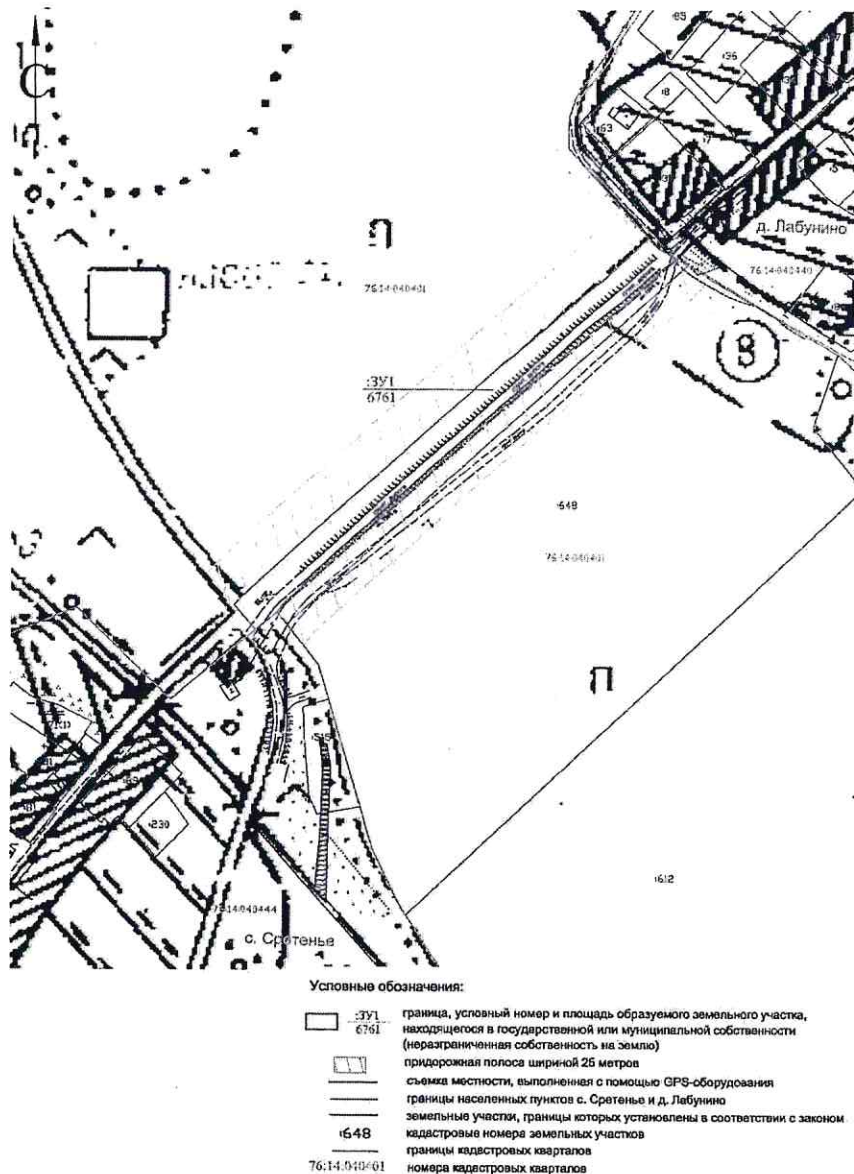 С
д. Лабунино
76:14:040440
П
76:14:040401
8
:ЗУ1
6761
:648
76:14:040401
П
:230
:612
76:14:040444
с. Сретенье
Условные обозначения:
:ЗУ1
6761
граница, условный номер и площадь образуемого земельного участка,
находящегося в государственной или муниципальной собственности
(неразграниченная собственность на землю)
придорожная полоса шириной 25 метров
съемка местности, выполненная с помощью GPS-оборудования
границы населенных пунктов с. Сретенье и д. Лабунино
земельные участки, границы которых установлены в соответствии с законом
:648 кадастровые номера земельных участков
границы кадастровых кварталов
76:14:040401 номера кадастровых кварталов